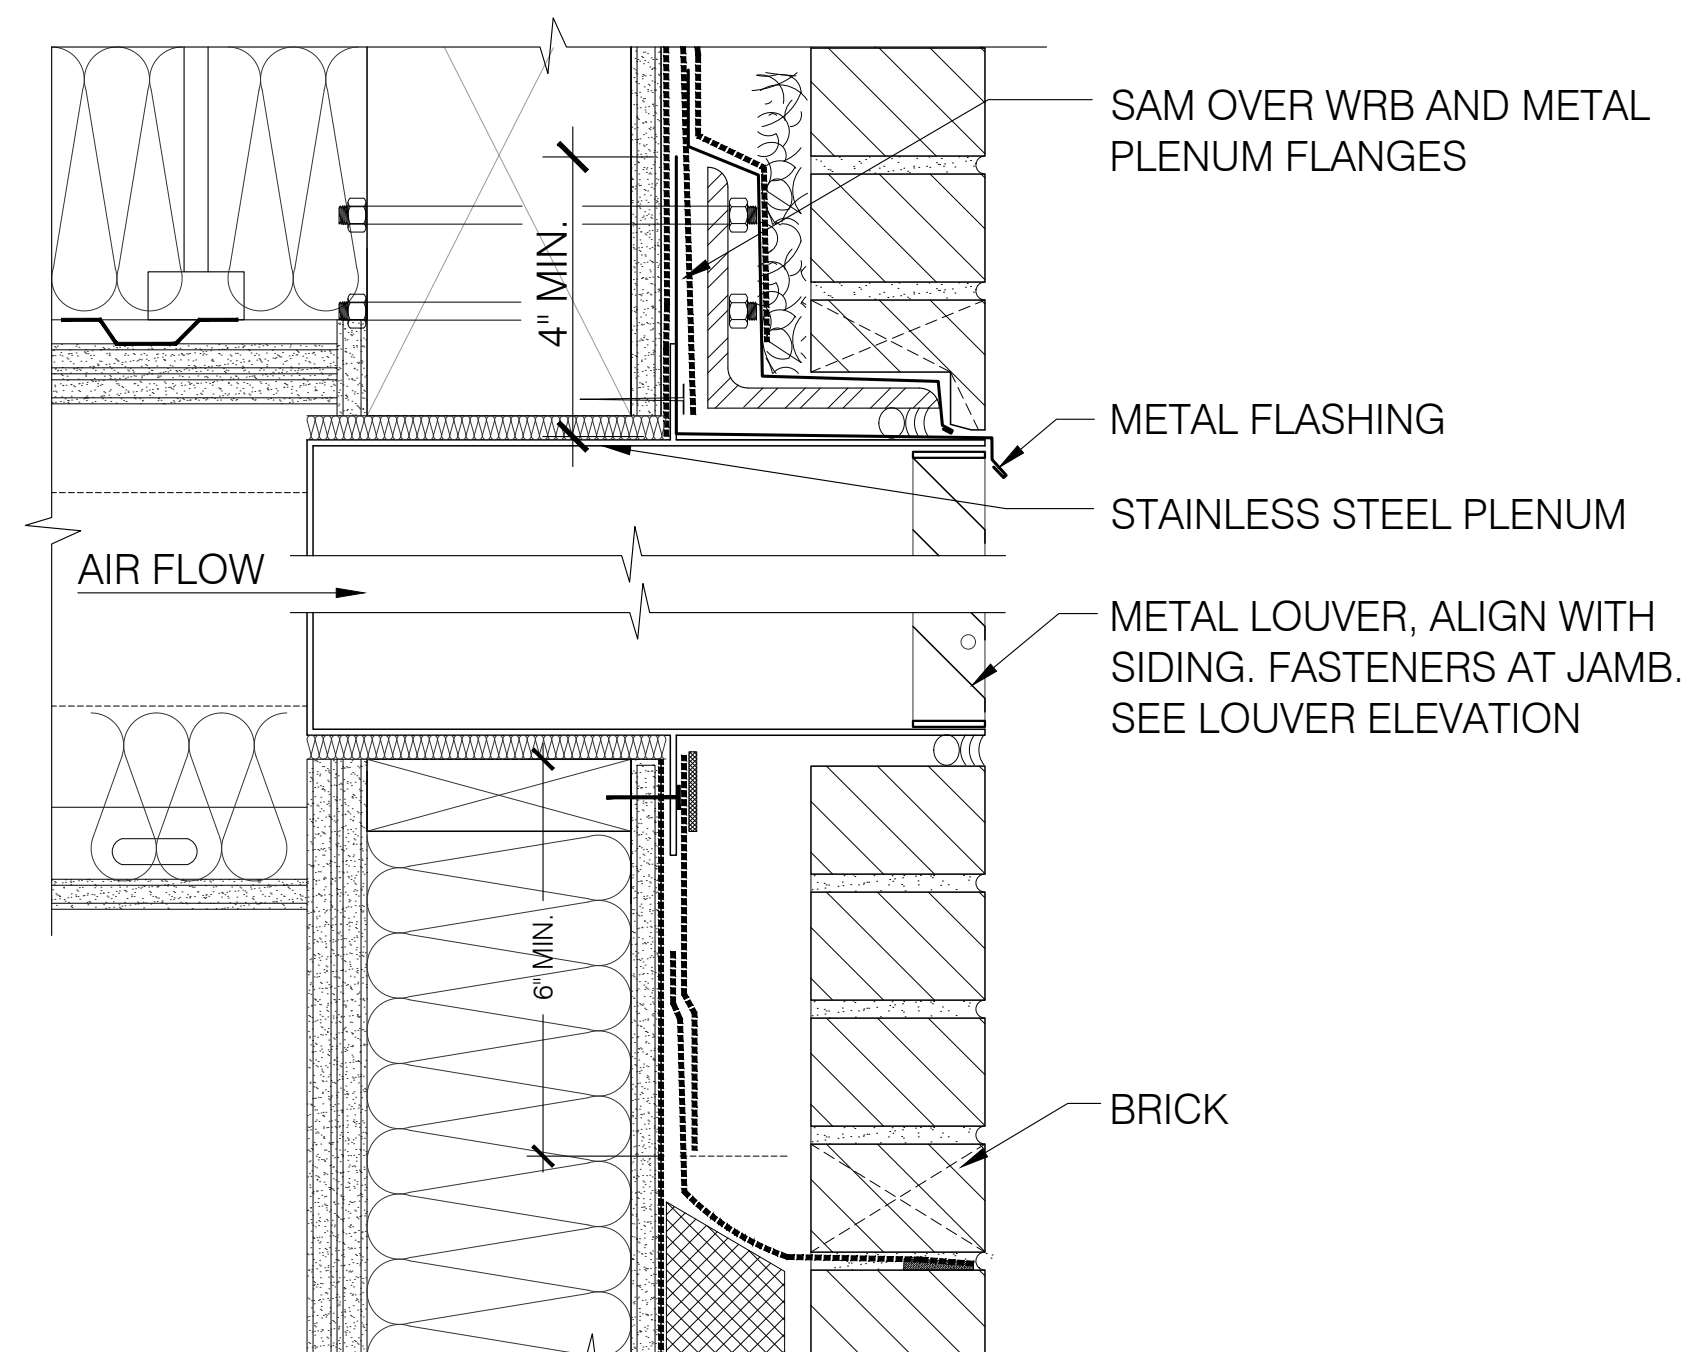 SAM OVER WRB AND METAL
PLENUM FLANGES
4" MIN.
METAL FLASHING
STAINLESS STEEL PLENUM
AIR FLOW
METAL LOUVER, ALIGN WITH
SIDING. FASTENERS AT JAMB.
SEE LOUVER ELEVATION
6" MIN.
BRICK